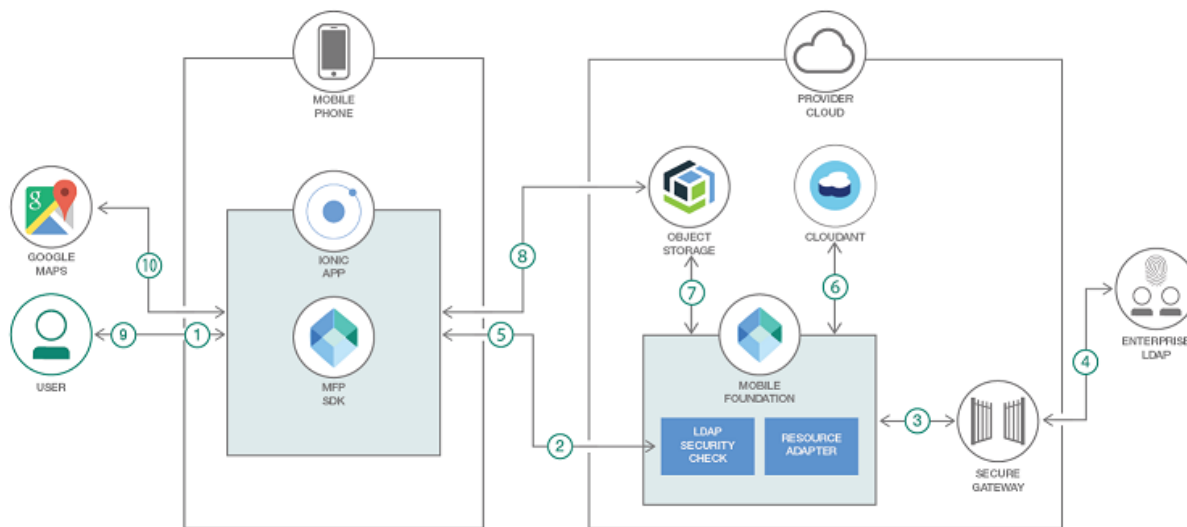 MOBILE
PHONE
PROVIDER
CLOUD
g
GOOGLE
MAPS
10
IONIC
APP
8
OBJECT
STORAGE
CLOUDANT
7
6
USER
9
1
MFP
SDK
5
MOBILE
FOUNDATION
ENTERPRISE
LDAP
4
2
LDAP
SECURITY
CHECK
RESOURCE
ADAPTER
3
SECURE
GATEWAY